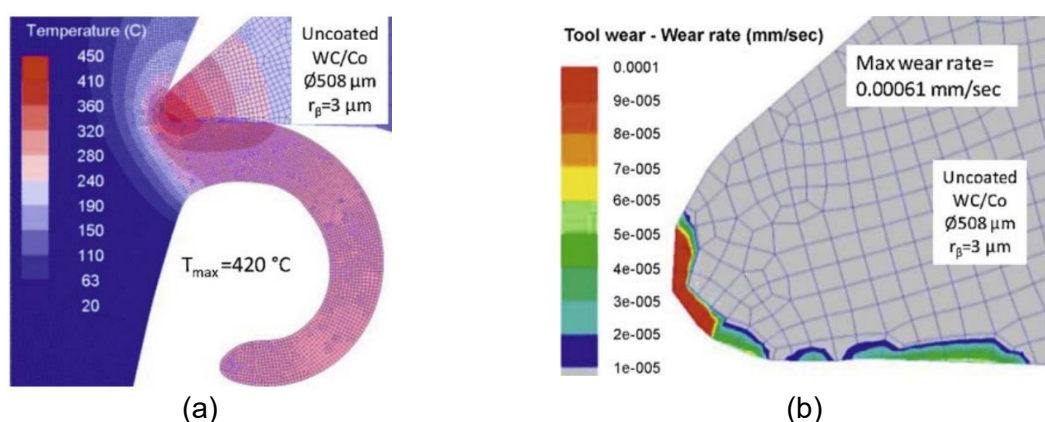 Temperature (C)
450
410
360
320
280
240
190
150
110
63
20
Uncoated
WC/Co
Ø508 μm
rβ=3 μm
Tmax=420 °C
(a)
Tool wear - Wear rate (mm/sec)
0.0001
9e-005
8e-005
7e-005
6e-005
5e-005
4e-005
3e-005
2e-005
1e-005
Max wear rate=
0.00061 mm/sec
Uncoated
WC/Co
Ø508 μm
rβ=3 μm
(b)